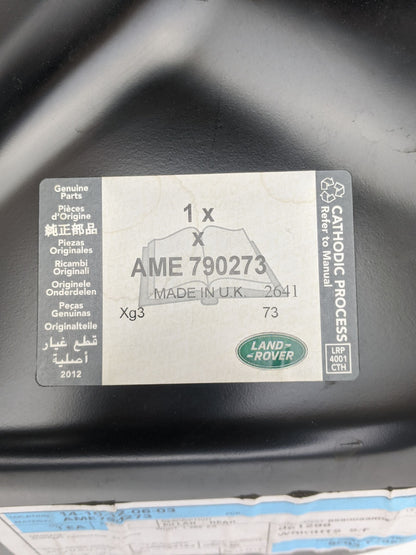 Genuine
Parts
Pièces
d'Origine
純正部品
Piezas
Originales
Ricambi
Originali
Originele
Onderdelen
Peças
Genuinas
Originalteile
قطع غيار
أصلية
2012
1 x
x
AME 790273
MADE IN U.K. 2641
Xg3 73
LAND-
-ROVER
CATHODIC PROCESS
Refer to Manual
LRP
4001
CTH
AME790273